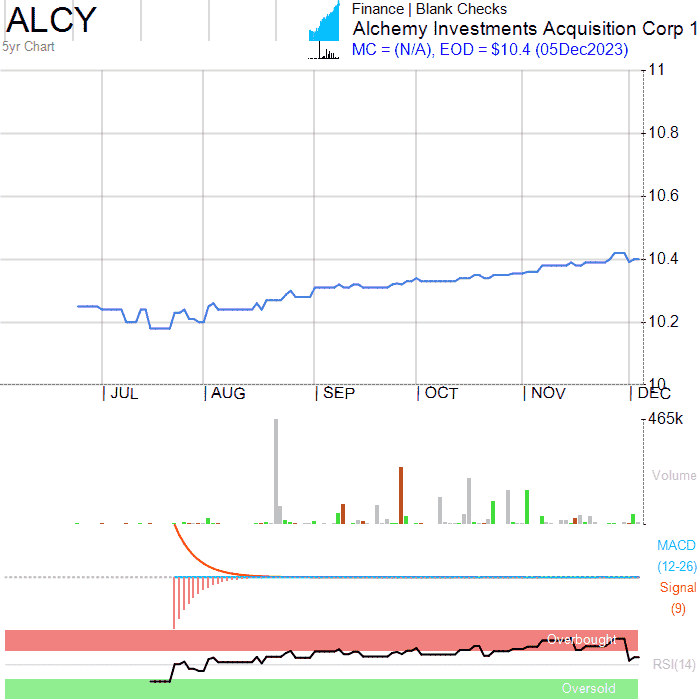 ALCY
5yr Chart
Finance | Blank Checks
Alchemy Investments Acquisition Corp 1
MC = (N/A), EOD = $10.4 (05Dec2023)
11
10.8
10.6
10.4
10.2
10
JUL AUG SEP OCT NOV DEC
465k
Volume
MACD
(12-26)
Signal
(9)
Overbought
RSI(14)
Oversold